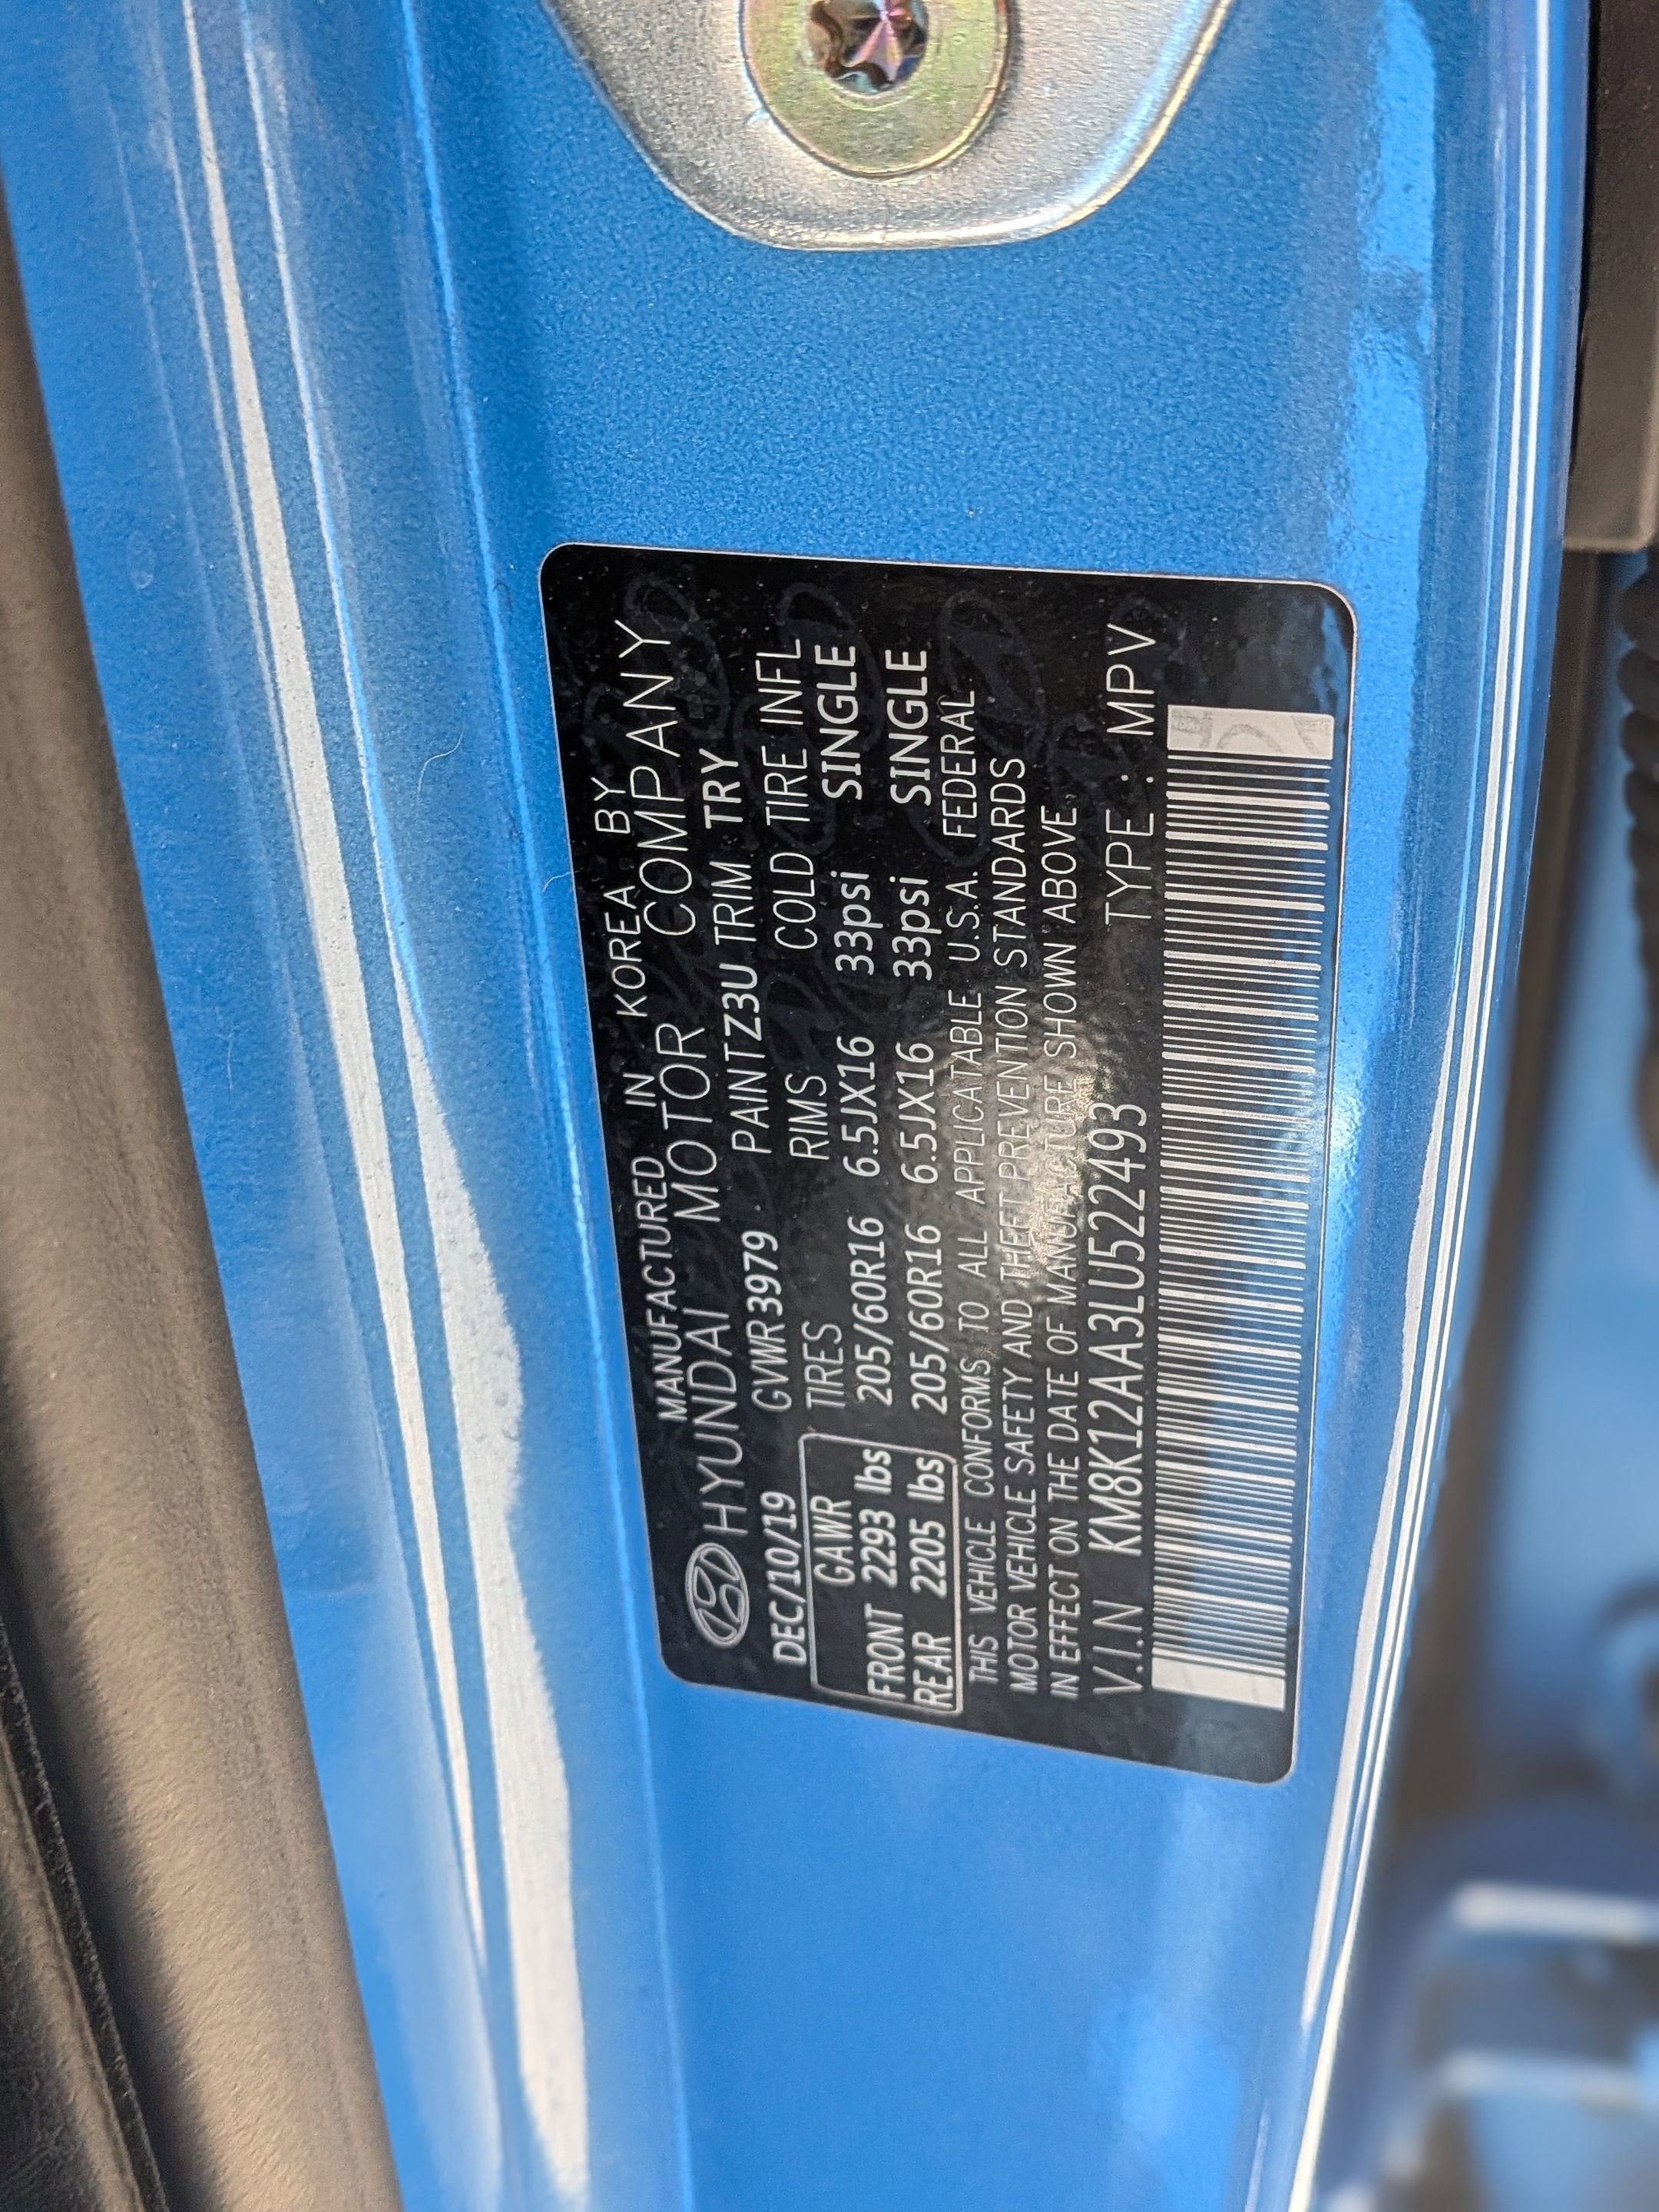 MANUFACTURED IN KOREA BY
HYUNDAI MOTOR COMPANY
DEC/10/19 GVWR 3979 PAINT Z3U TRIM TRY
GAWR TIRES RIMS COLD TIRE INFL
FRONT 2293 lbs 205/60R16 6.5JX16 33psi SINGLE
REAR 2205 lbs 205/60R16 6.5JX16 33psi SINGLE
THIS VEHICLE CONFORMS TO ALL APPLICATABLE U.S.A. FEDERAL
MOTOR VEHICLE SAFETY AND THEFT PREVENTION STANDARDS
IN EFFECT ON THE DATE OF MANUFACTURE SHOWN ABOVE.
V.I.N KM8K12AA3LU522493 TYPE : MPV